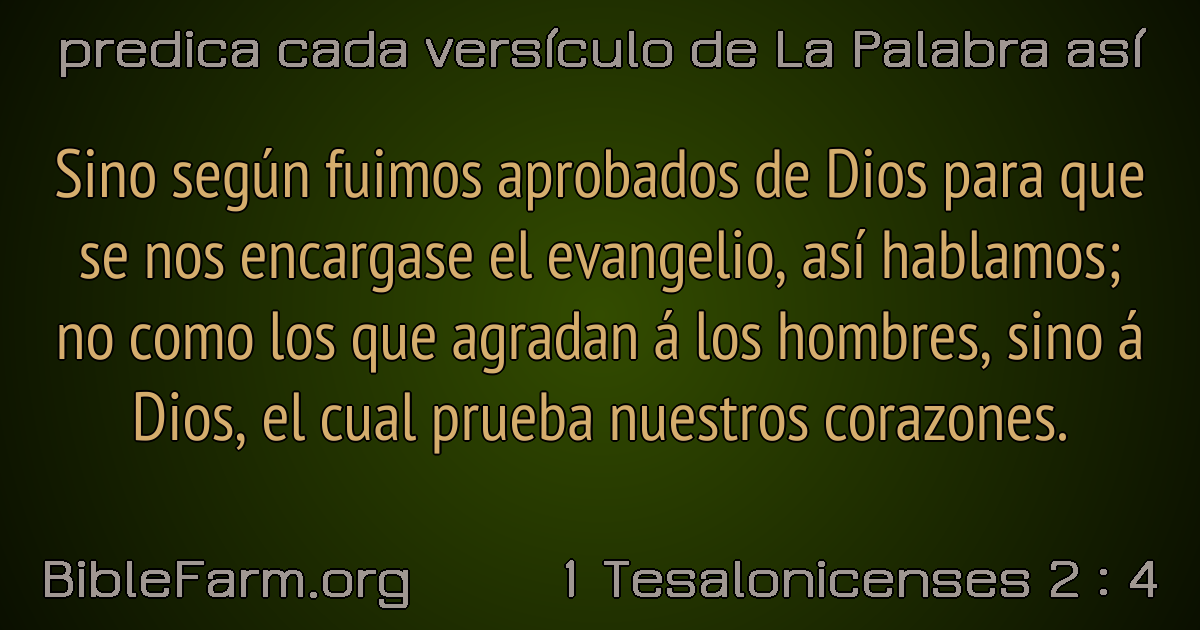 predica cada versículo de La Palabra así
Sino según fuimos aprobados de Dios para que
se nos encargase el evangelio, así hablamos;
no como los que agradan á los hombres, sino á
Dios, el cual prueba nuestros corazones.
BibleFarm.org
1 Tesalonicenses 2 : 4